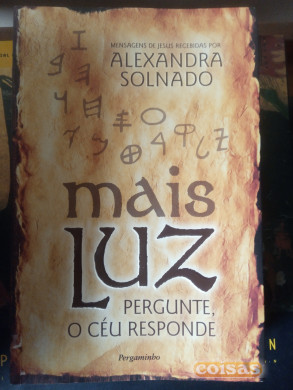 MENSAGENS DE JESUS RECEBIDAS POR
ALEXANDRA
SOLNADO
mais
LUZ
PERGUNTE,
O CÉU RESPONDE
Pergaminho
coisas